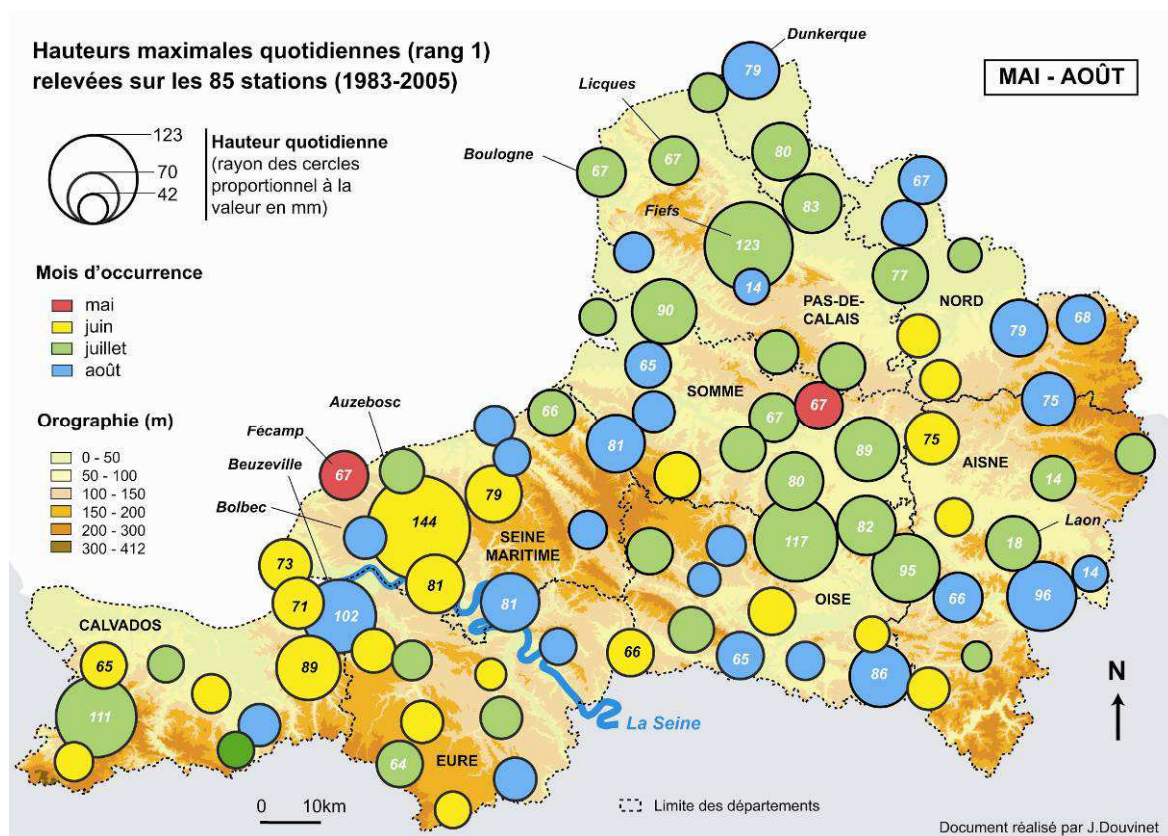 Hauteurs maximales quotidiennes (rang 1)
relevées sur les 85 stations (1983-2005)
MAI - AOÛT
123
70
42
Hauteur quotidienne
(rayon des cercles
proportionnel à la
valeur en mm)
Mois d'occurrence
mai
juin
juillet
août
Orographie (m)
0 - 50
50 - 100
100 - 150
150 - 200
200 - 300
300 - 412
Dunkerque
79
Licques
Boulogne
67
67
80
67
83
Fiefs
123
14
77
PAS-DE-
CALAIS
NORD
90
79
68
65
SOMME
75
Auzebosc
66
67
67
Fécamp
67
81
89
75
AISNE
Beuzeville
79
80
14
Bolbec
144
SEINE
MARITIME
117
82
Laon
18
73
81
95
14
71
102
81
OISE
66
96
CALVADOS
65
89
66
65
86
111
La Seine
N
64
EURE
0 10km
Limite des départements
Document réalisé par J.Douvinet